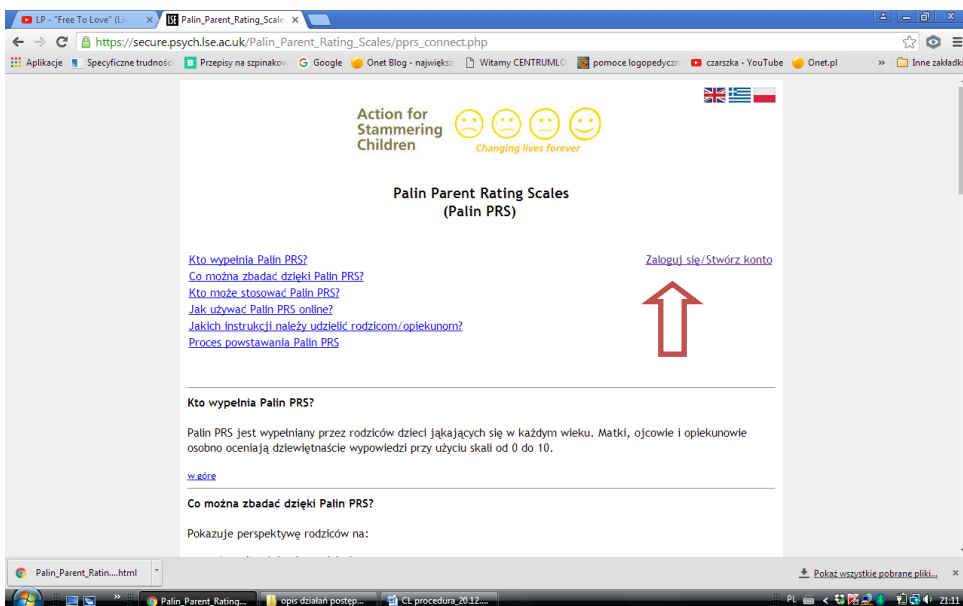 LP - "Free To Love" (Li
Palin_Parent_Rating_Scale
https://secure.psych.lse.ac.uk/Palin_Parent_Rating_Scales/pprs_connect.php
Aplikacje Specyficzne trudnośc Przepisy na szpinakow Google Onet Blog - najwięks: Witamy CENTRUMLO pomoce logopedyczn czarszka - YouTube Onet.pl » Inne zakładki
Action for
Stammering
Children
Changing lives forever
Palin Parent Rating Scales
(Palin PRS)
Kto wypełnia Palin PRS? Zaloguj się/Stwórz konto
Co można zbadać dzięki Palin PRS?
Kto może stosować Palin PRS?
Jak używać Palin PRS online?
Jakich instrukcji należy udzielić rodzicom/opiekunom?
Proces powstawania Palin PRS
Kto wypełnia Palin PRS?
Palin PRS jest wypełniany przez rodziców dzieci jąkających się w każdym wieku. Matki, ojcowie i opiekunowie
osobno oceniają dziewiętnaście wypowiedzi przy użyciu skali od 0 do 10.
w górę
Co można zbadać dzięki Palin PRS?
Pokazuje perspektywę rodziców na:
Palin_Parent_Ratin....html Pokaż wszystkie pobrane pliki...
Palin_Parent_Rating... opis działań postęp... CL procedura_20.12.... PL 21:11